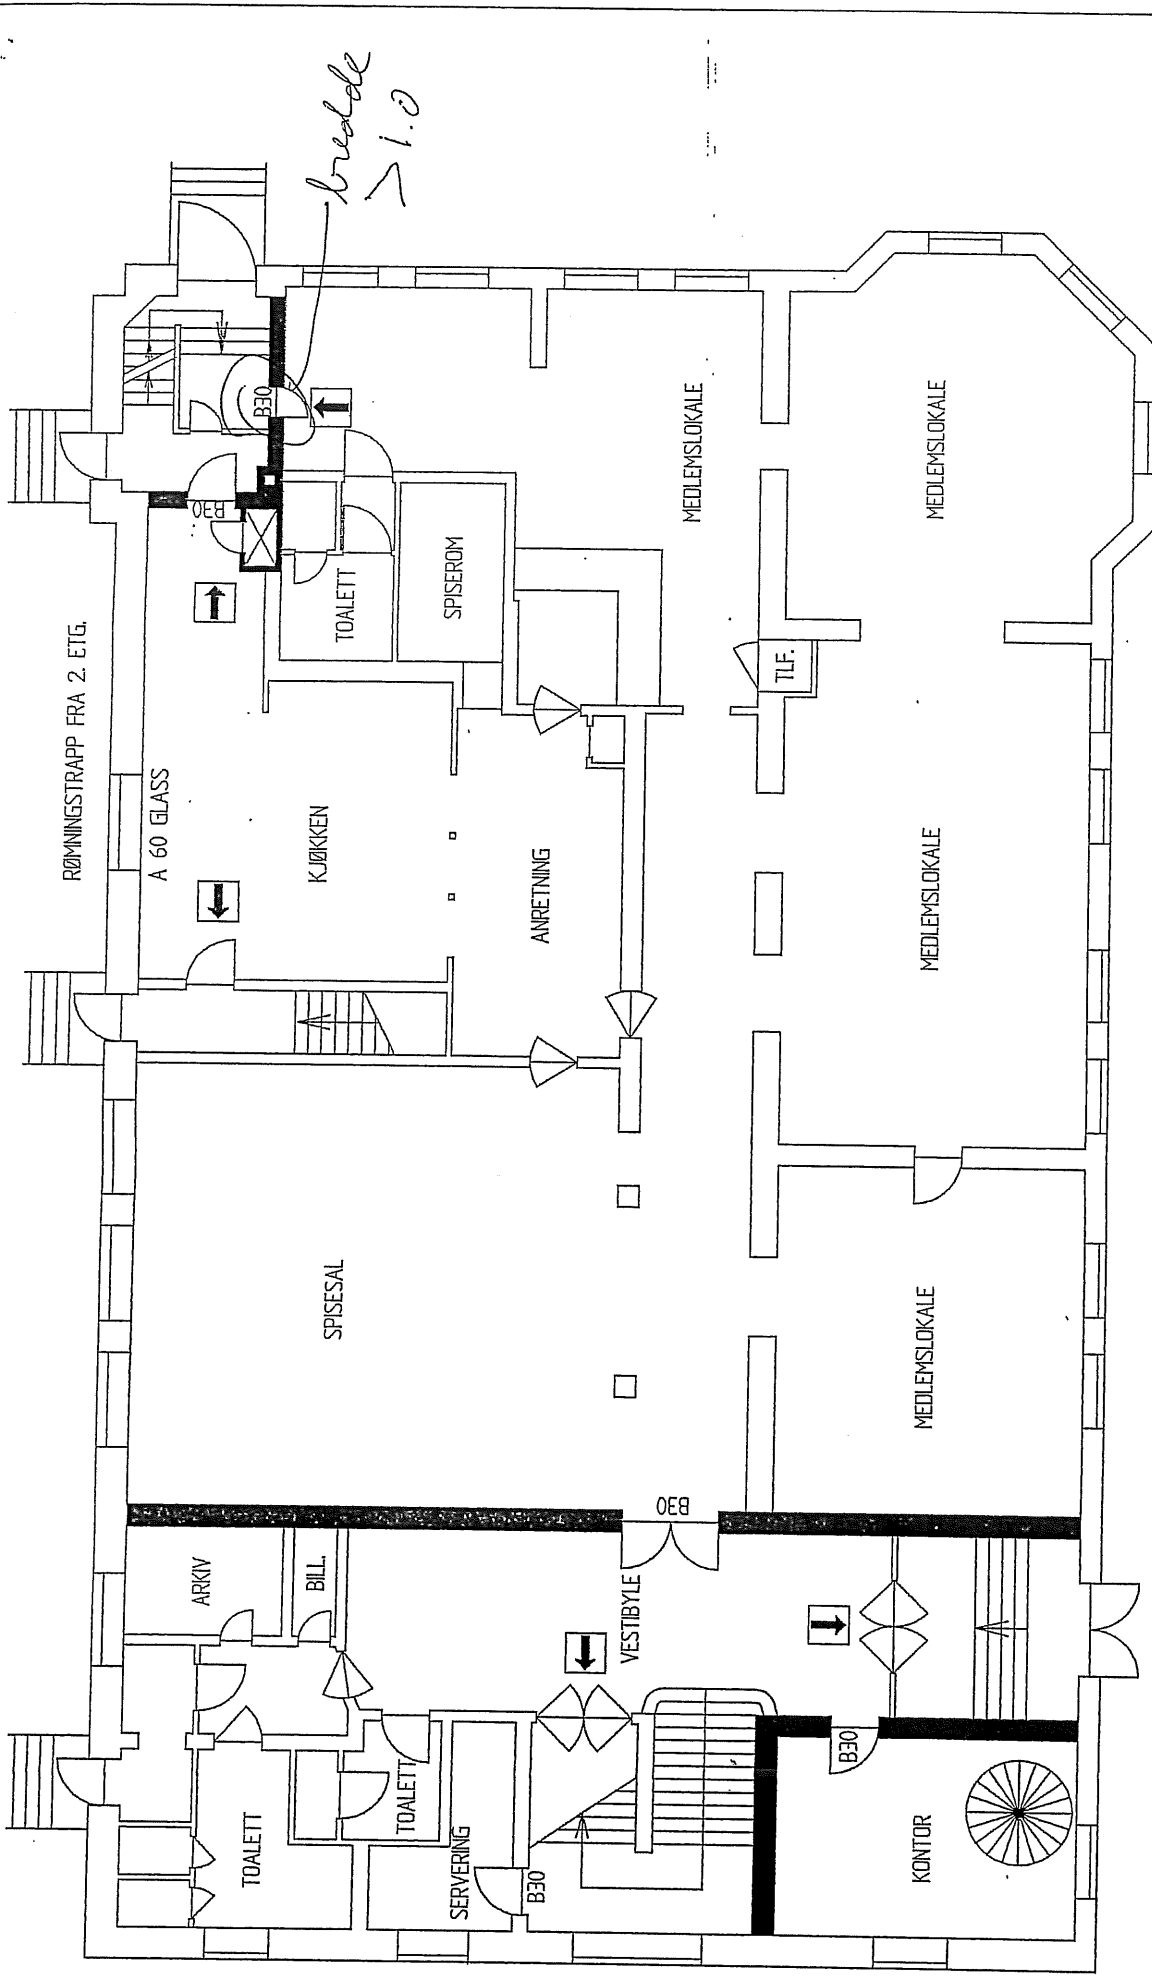 bredde
>1.0
RØMNINGSTRAPP FRA 2. ETG.
A 60 GLASS
B30
B30
TOALETT
SPISEROM
MEDLEMSLOKALE
MEDLEMSLOKALE
TLF.
KJØKKEN
ANRETNING
MEDLEMSLOKALE
SPISESAL
MEDLEMSLOKALE
B30
ARKIV
BILL.
VESTIBYLE
TOALETT
TOALETT
SERVERING
B30
B30
KONTOR